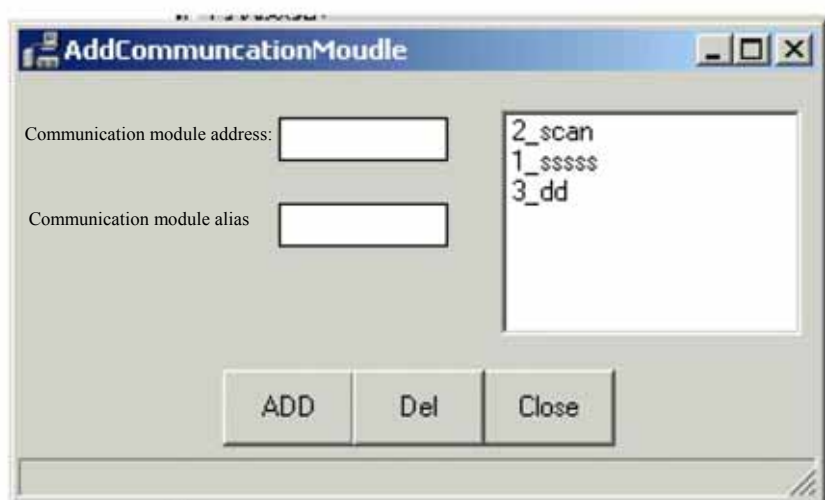 AddCommuncationMoudle
Communication module address:
Communication module alias
2_scan
1_sssss
3_dd
ADD
Del
Close